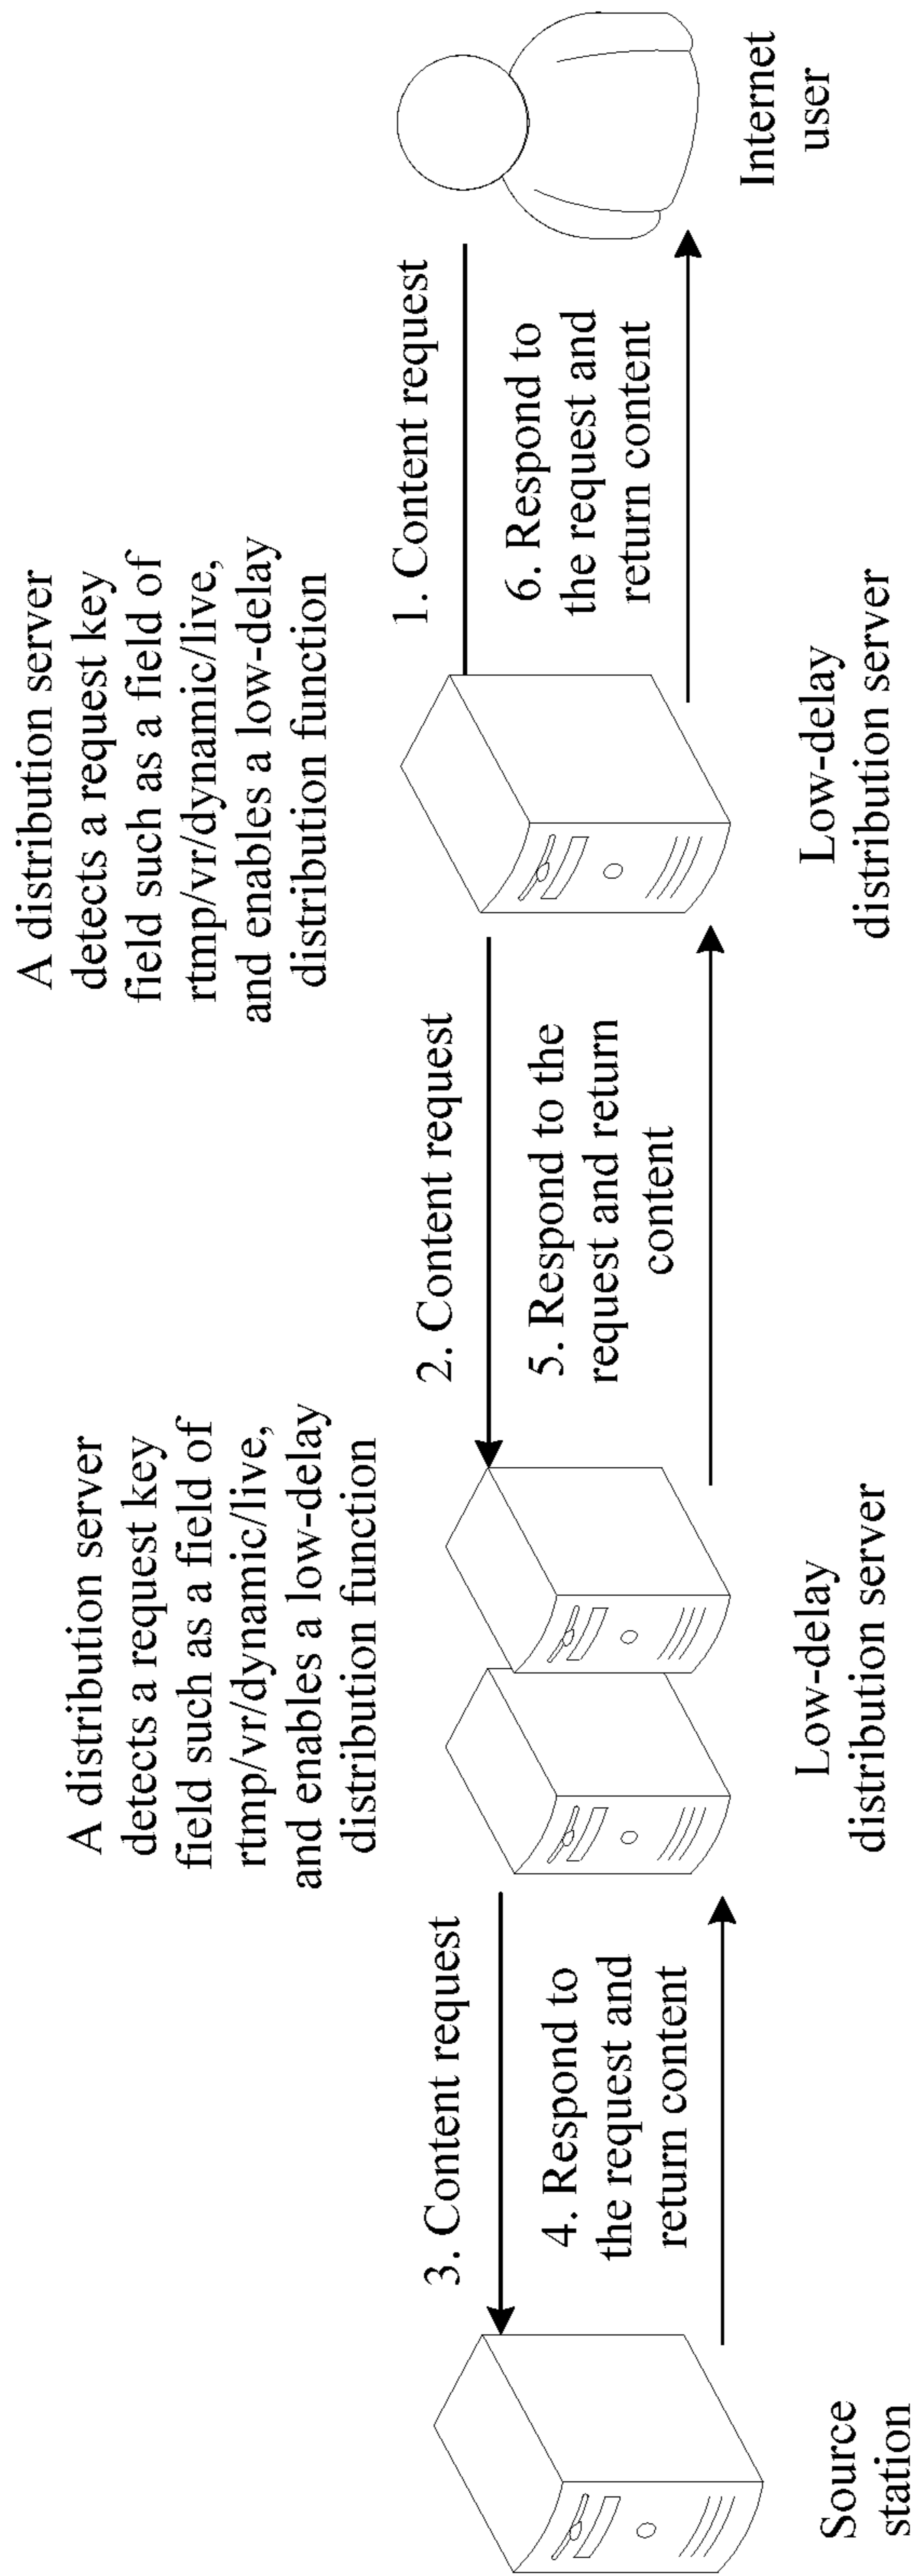 A distribution server
detects a request key
field such as a field of
rtmp/vr/dynamic/live,
and enables a low-delay
distribution function
A distribution server
detects a request key
field such as a field of
rtmp/vr/dynamic/live,
and enables a low-delay
distribution function
3. Content request
2. Content request
1. Content request
4. Respond to
the request and
return content
5. Respond to the
request and return
content
6. Respond to
the request and
return content
Source
station
Low-delay
distribution server
Low-delay
distribution server
Internet
user